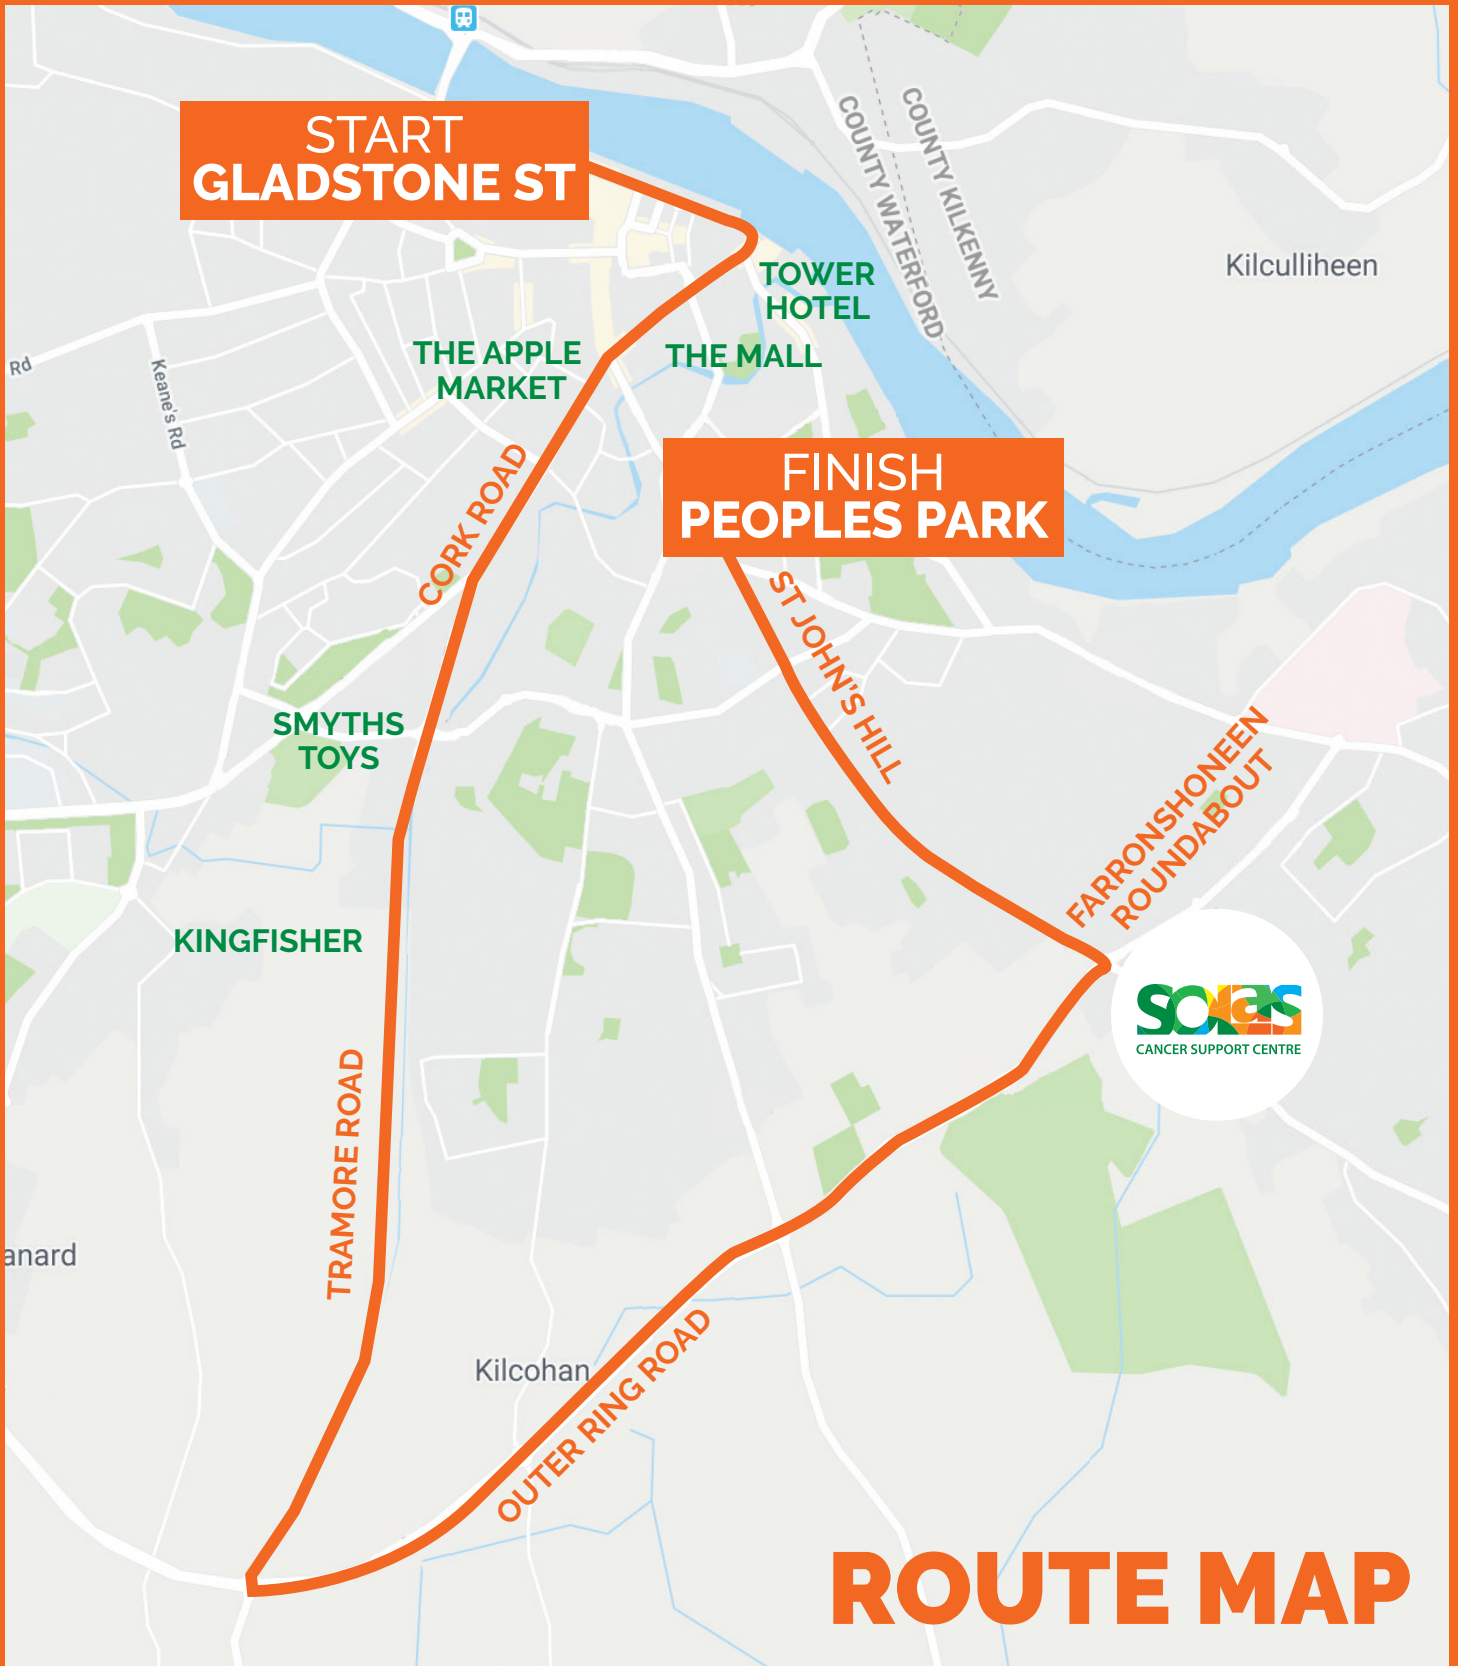 START
GLADSTONE ST
COUNTY KILKENNY
COUNTY WATERFORD
Kilculliheen
TOWER
HOTEL
THE MALL
THE APPLE
MARKET
Rd
Keane's Rd
CORK ROAD
FINISH
PEOPLES PARK
ST JOHN'S HILL
SMYTHS
TOYS
FARRONSHONEEN
ROUNDABOUT
KINGFISHER
solas
CANCER SUPPORT CENTRE
TRAMORE ROAD
anard
Kilcohan
OUTER RING ROAD
ROUTE MAP